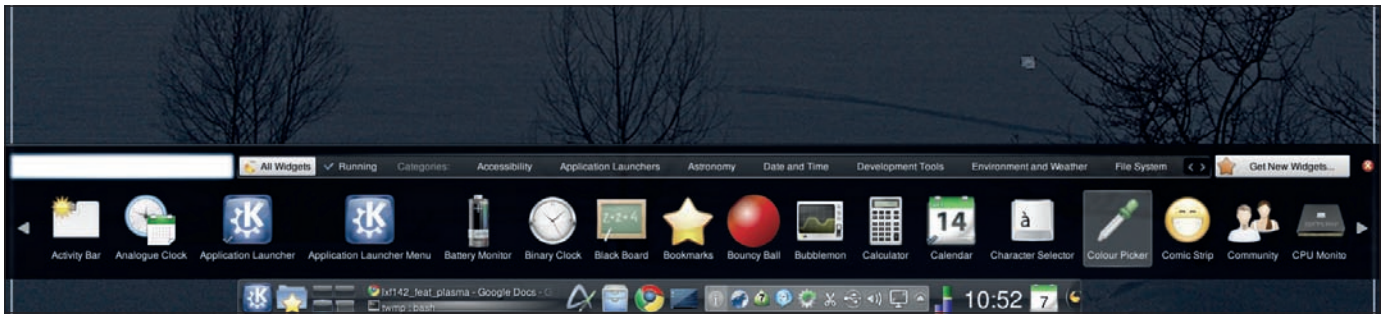 All Widgets Running Categories: Accessibility Application Launchers Astronomy Date and Time Development Tools Environment and Weather File System < > Get New Widgets...
2+2=4 14 à
Activity Bar Analogue Clock Application Launcher Application Launcher Menu Battery Monitor Binary Clock Black Board Bookmarks Bouncy Ball Bubblemon Calculator Calendar Character Selector Colour Picker Comic Strip Community CPU Monito
lxf142_feat_plasma - Google Docs - G
twmp : bash
10:52 7